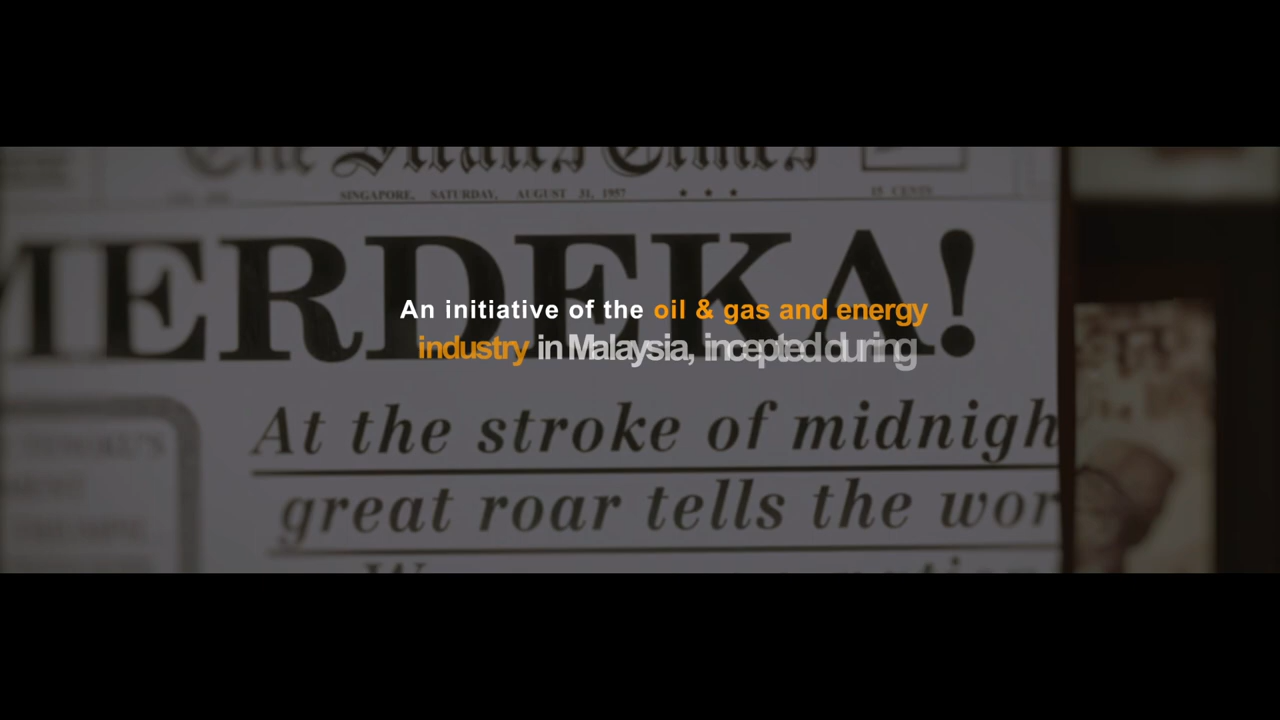 The Straits Times
SINGAPORE, SATURDAY, AUGUST 31, 1957 ★ ★ ★ 15 CENTS
MERDEKA!
An initiative of the oil & gas and energy
industry in Malaysia, incepted during
At the stroke of midnigh
great roar tells the wor